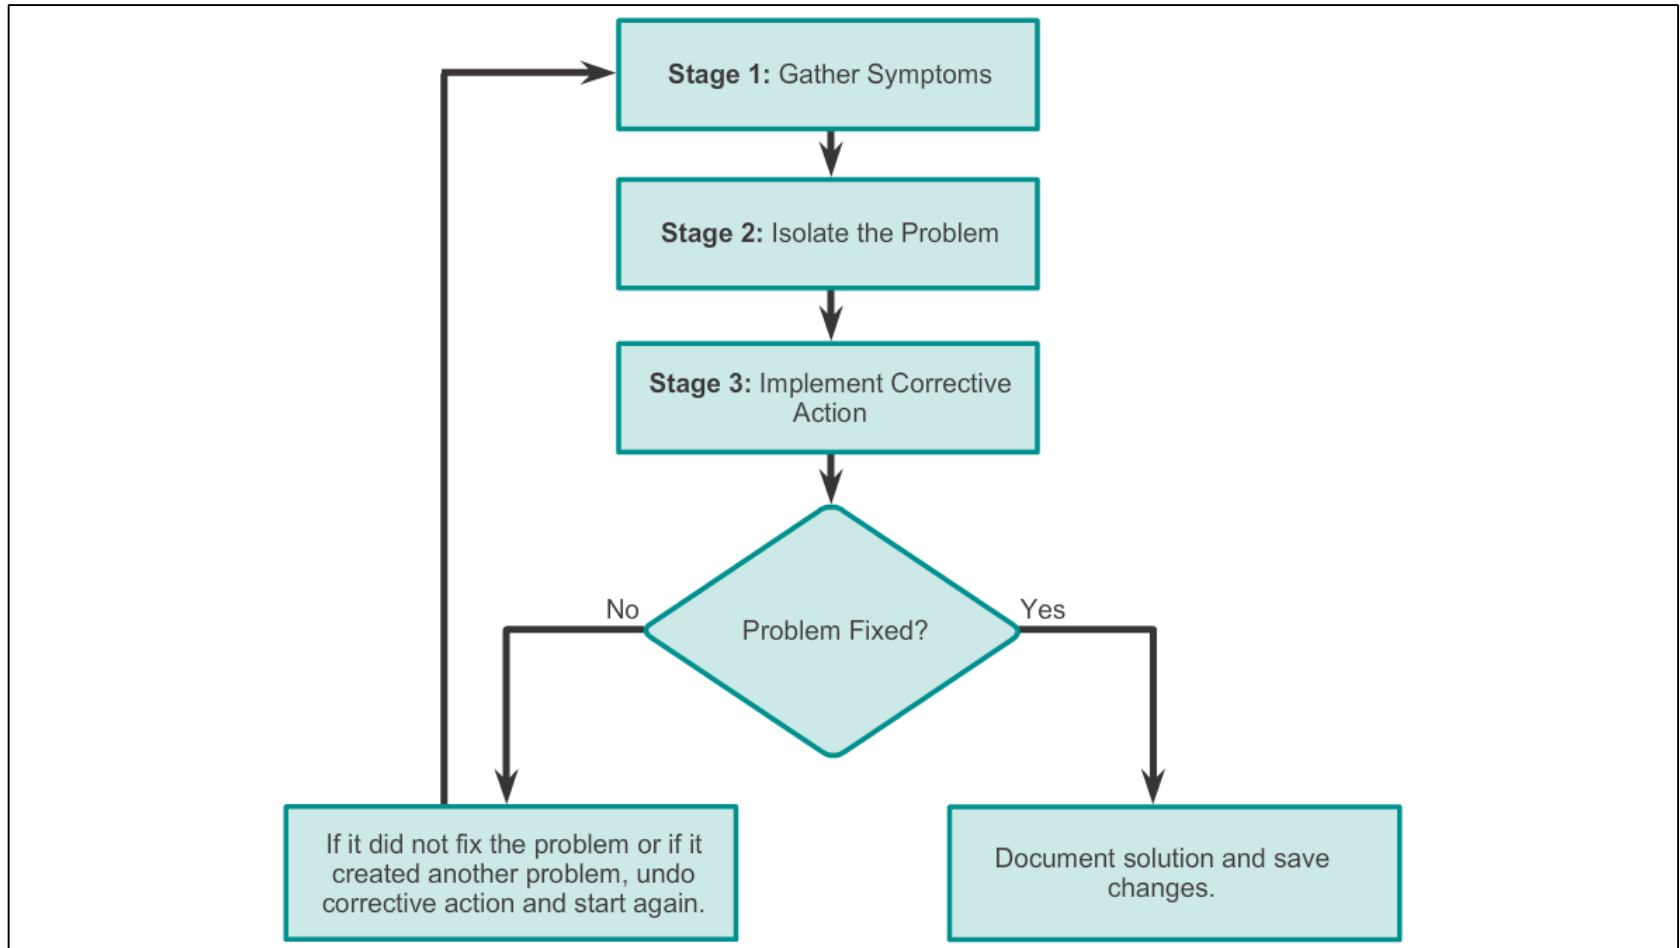 Stage 1: Gather Symptoms
Stage 2: Isolate the Problem
Stage 3: Implement Corrective
Action
Problem Fixed?
No
Yes
If it did not fix the problem or if it
created another problem, undo
corrective action and start again.
Document solution and save
changes.